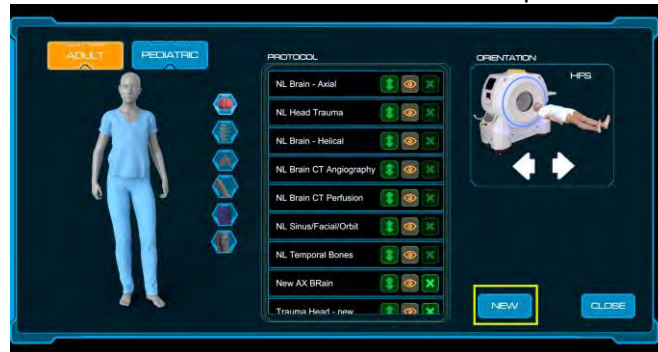 ADULT
PEDIATRIC
PROTOCOL
ORIENTATION
NL Brain - Axial
HFS
NL Head Trauma
NL Brain - Helical
NL Brain CT Angiography
NL Brain CT Perfusion
NL Sinus/Facial/Orbit
NL Temporal Bones
New AX BRain
Trauma Head - new
NEW
CLOSE